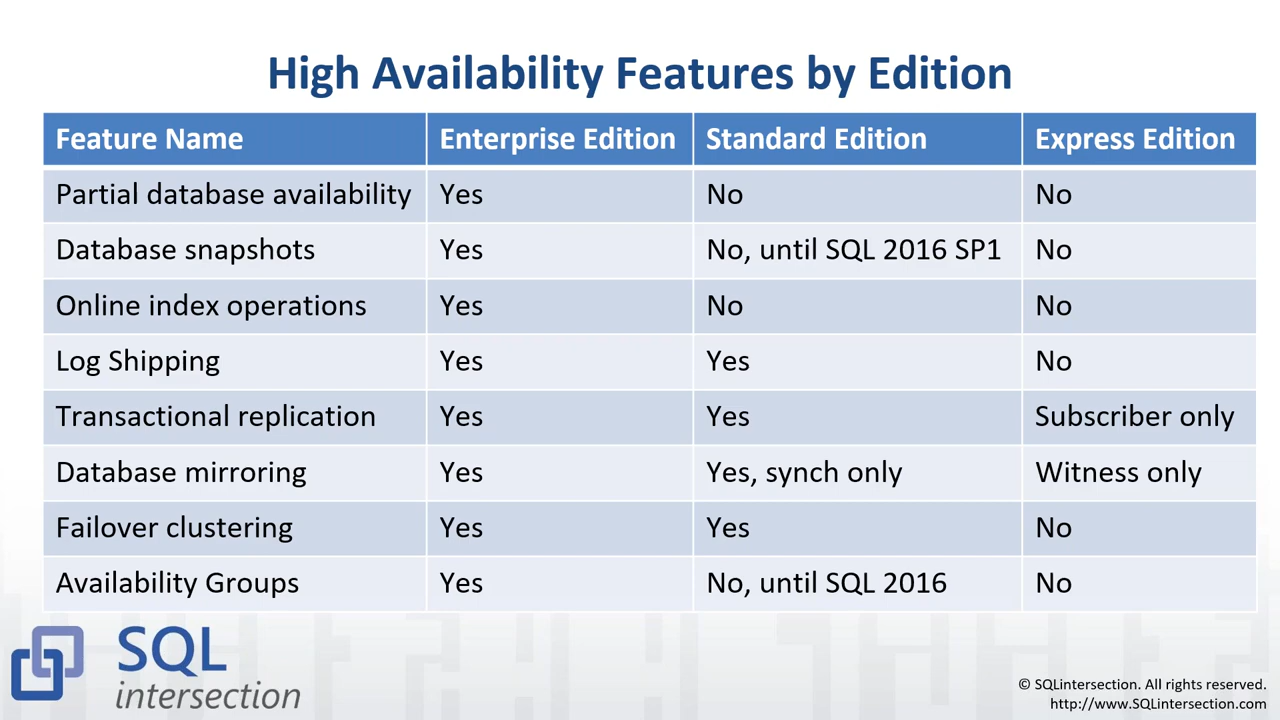 High Availability Features by Edition
Feature Name Enterprise Edition Standard Edition Express Edition
Partial database availability Yes No No
Database snapshots Yes No, until SQL 2016 SP1 No
Online index operations Yes No No
Log Shipping Yes Yes No
Transactional replication Yes Yes Subscriber only
Database mirroring Yes Yes, synch only Witness only
Failover clustering Yes Yes No
Availability Groups Yes No, until SQL 2016 No
SQL
intersection
© SQLintersection. All rights reserved.
http://www.SQLintersection.com